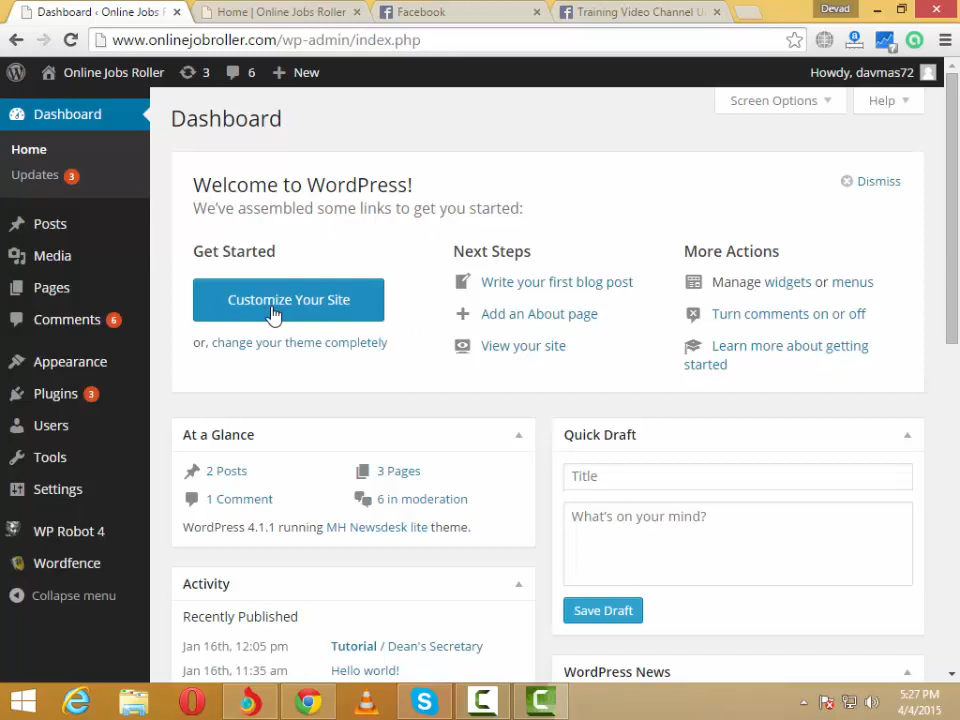 Dashboard ‹ Online Jobs R
Home | Online Jobs Roller
Facebook
Training Video Channel U
Devad
www.onlinejobroller.com/wp-admin/index.php
Online Jobs Roller
3
6
New
Howdy, davmas72
Dashboard
Home
Updates 3
Posts
Media
Pages
Comments 6
Appearance
Plugins 3
Users
Tools
Settings
WP Robot 4
Wordfence
Collapse menu
Screen Options
Help
Dashboard
Welcome to WordPress!
Dismiss
We've assembled some links to get you started:
Get Started
Customize Your Site
or, change your theme completely
Next Steps
Write your first blog post
Add an About page
View your site
More Actions
Manage widgets or menus
Turn comments on or off
Learn more about getting
started
At a Glance
2 Posts
3 Pages
1 Comment
6 in moderation
WordPress 4.1.1 running MH Newsdesk lite theme.
Activity
Recently Published
Jan 16th, 12:05 pm Tutorial / Dean's Secretary
Jan 16th, 11:35 am Hello world!
Quick Draft
Title
What's on your mind?
Save Draft
WordPress News
5:27 PM
4/4/2015